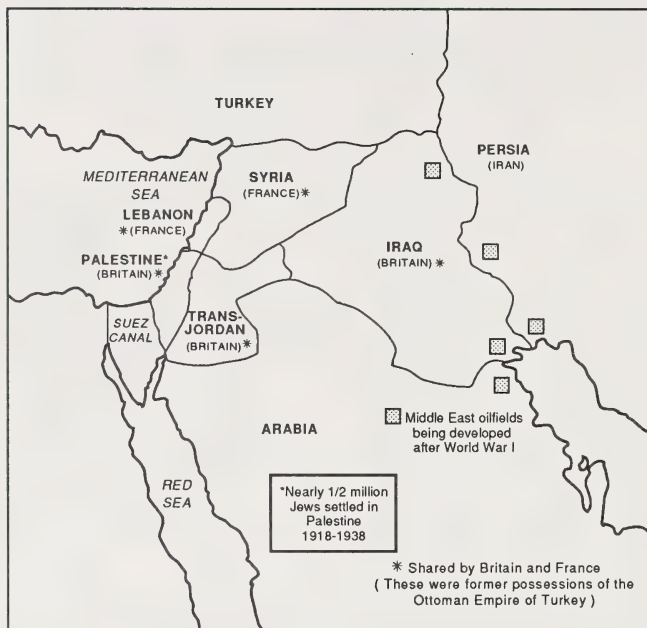 TURKEY
PERSIA
(IRAN)
MEDITERRANEAN
SEA
SYRIA
(FRANCE)*
LEBANON
*(FRANCE)
IRAQ
(BRITAIN)*
PALESTINE*
(BRITAIN)*
SUEZ
CANAL
TRANS-
JORDAN
(BRITAIN)*
ARABIA
Middle East oilfields
being developed
after World War I
RED
SEA
*Nearly 1/2 million
Jews settled in
Palestine
1918-1938
* Shared by Britain and France
( These were former possessions of the
Ottoman Empire of Turkey )